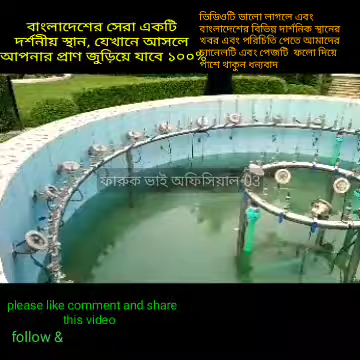 বাংলাদেশের সেরা একটি
দর্শনীয় স্থান, যেখানে আসলে
আপনার প্রাণ জুড়িয়ে যাবে ১০০%
ভিডিওটি ভালো লাগলে এবং
বাংলাদেশের বিভিন্ন দার্শনিক স্থানের
খবর এবং পরিচিতি পেতে আমাদের
চ্যানেলটি এবং পেজটি ফলো দিয়ে
পাশে থাকুন ধন্যবাদ
ফারুক ভাই অফিসিয়াল 03
please like comment and share
this video
follow &